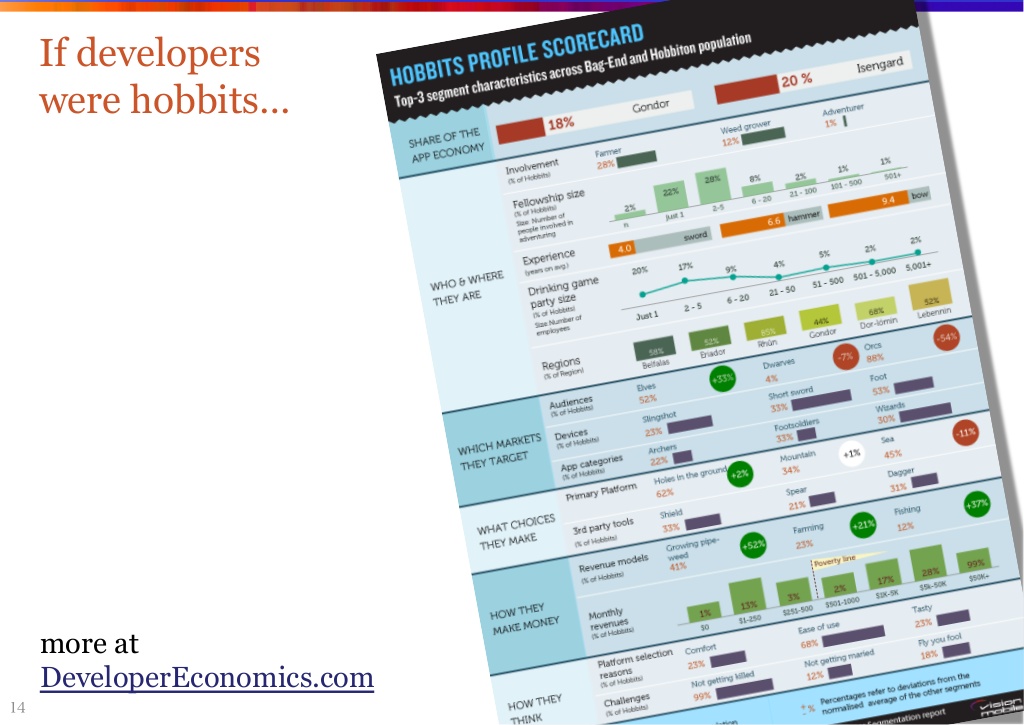 If developers
were hobbits...
HOBBITS PROFILE SCORECARD
Top-3 segment characteristics across Bag-End and Hobbiton population
SHARE OF THE
APP ECONOMY
18%
Gondor
20 %
Isengard
WHO & WHERE
THEY ARE
Involvement
(% of Hobbits)
Farmer
28%
Weed grower
12%
Adventurer
1%
Fellowship size
(% of Hobbits)
Size Number of
people involved in
adventuring
2% 22% 28% 8% 2% 1% 1%
n Just 1 2-5 6 - 20 21 - 100 101 - 500 501+
Experience
(years on avg.)
4.0 sword
6.6 hammer
9.4 bow
Drinking game
party size
(% of Hobbits)
Size Number of
employees
20% 17% 9% 4% 5% 2% 2%
Just 1 2 - 5 6 - 20 21 - 50 51 - 500 501 - 5,000 5,001+
Regions
(% of Region)
58% 52% 85% 44% 68% 52%
Belfalas Eriador Rhûn Gondor Dor-lómin Lebennin
WHICH MARKETS
THEY TARGET
Audiences
(% of Hobbits)
Elves
52%
+33%
Dwarves
4%
-7%
Orcs
88%
-54%
Devices
(% of Hobbits)
Slingshot
23%
Short sword
33%
Foot
53%
App categories
(% of Hobbits)
Archers
22%
Footsoldiers
33%
Wizards
30%
WHAT CHOICES
THEY MAKE
Primary Platform
Holes in the ground
62%
+2%
Mountain
34%
+1%
Sea
45%
-11%
3rd party tools
(% of Hobbits)
Shield
33%
Spear
21%
Dagger
31%
HOW THEY
MAKE MONEY
Revenue models
(% of Hobbits)
Growing pipe-
weed
41%
+52%
Farming
23%
+21%
Fishing
12%
+37%
Monthly
revenues
(% of Hobbits)
Poverty line
1% 13% 3% 2% 17% 28% 99%
$0 $1-250 $251-500 $501-1000 $1K-5K $5k-50K $50K+
HOW THEY
THINK
Platform selection
reasons
(% of Hobbits)
Comfort
23%
Ease of use
68%
Tasty
23%
Challenges
(% of Hobbits)
Not getting killed
99%
Not getting maried
12%
Fly you fool
18%
±% Percentages refer to deviations from the
normalised average of the other segments
Segmentation report
vision
mobile
more at
DeveloperEconomics.com
14